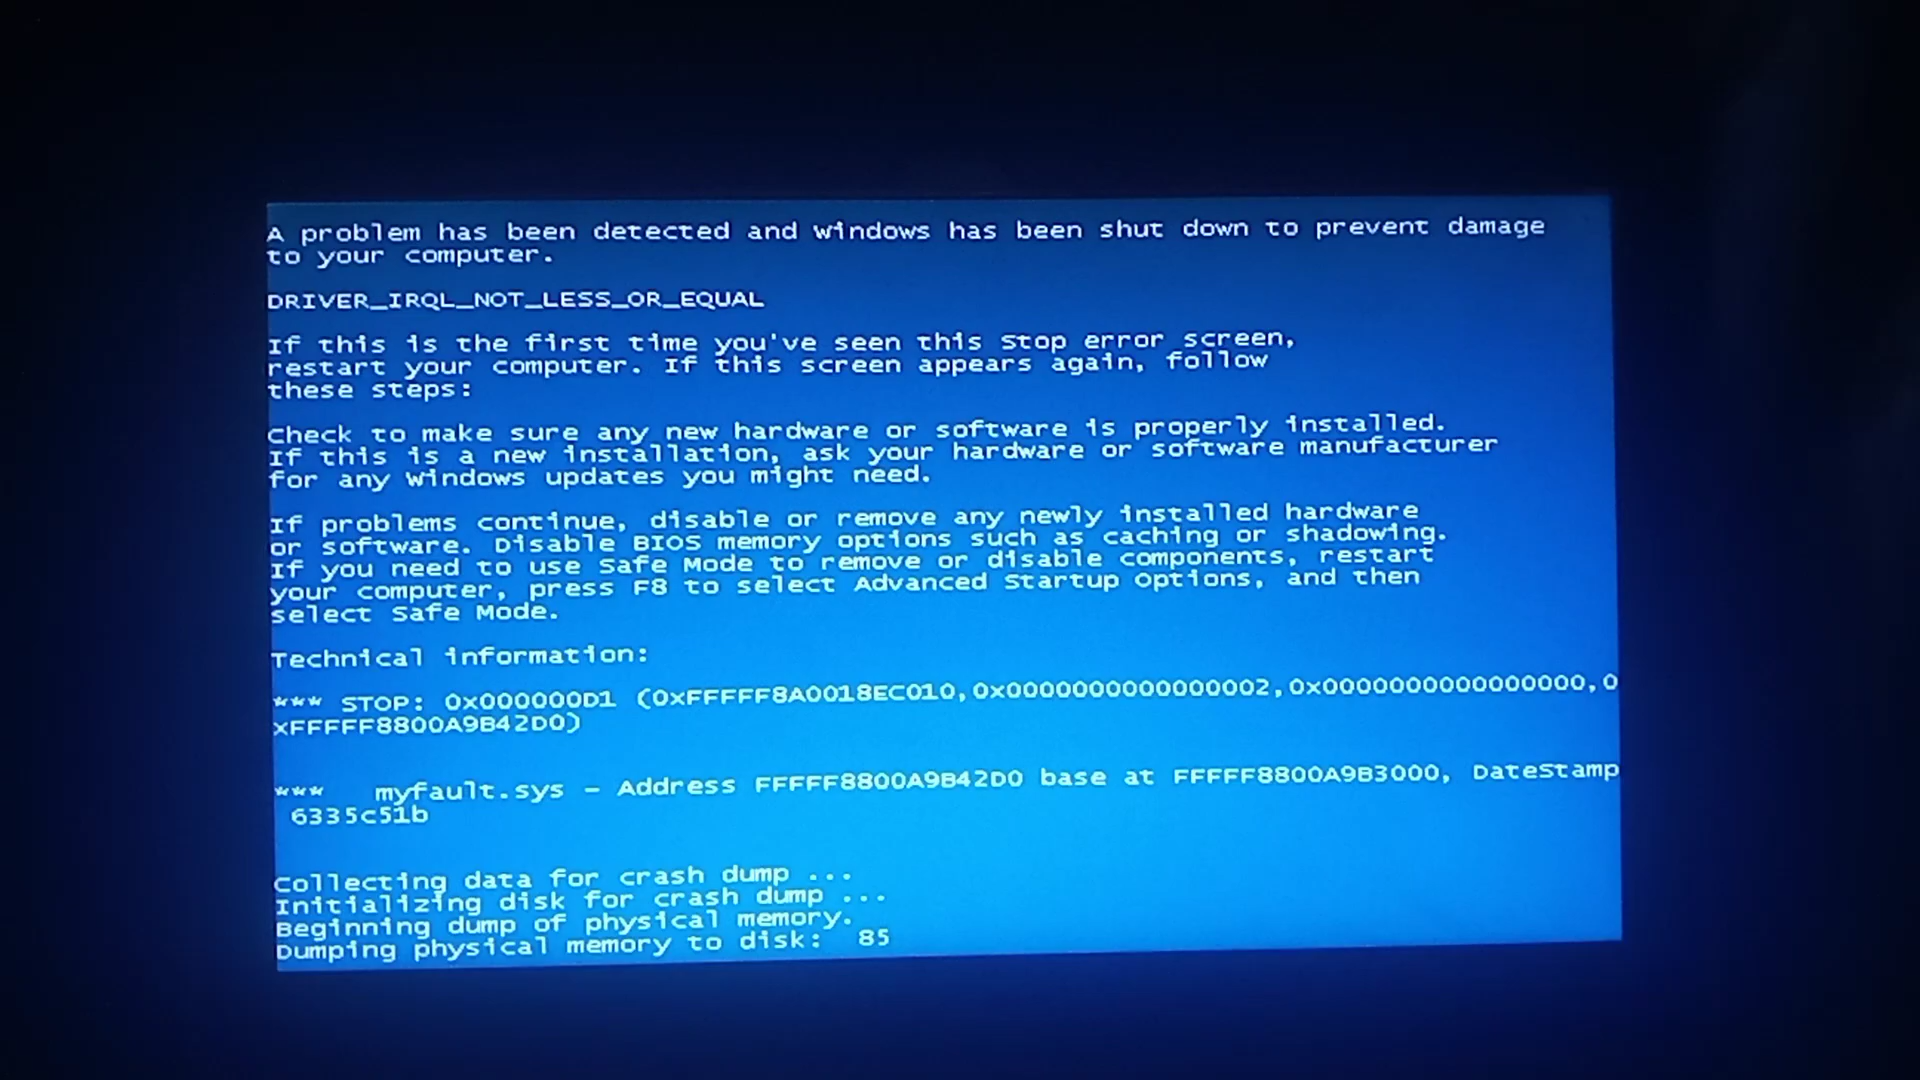 A problem has been detected and windows has been shut down to prevent damage
to your computer.
DRIVER_IRQL_NOT_LESS_OR_EQUAL
If this is the first time you've seen this Stop error screen,
restart your computer. If this screen appears again, follow
these steps:
Check to make sure any new hardware or software is properly installed.
If this is a new installation, ask your hardware or software manufacturer
for any windows updates you might need.
If problems continue, disable or remove any newly installed hardware
or software. Disable BIOS memory options such as caching or shadowing.
If you need to use Safe Mode to remove or disable components, restart
your computer, press F8 to select Advanced Startup Options, and then
select Safe Mode.
Technical information:
*** STOP: 0x000000D1 (0xFFFFF8A0018EC010,0x0000000000000002,0x0000000000000000,0
xFFFFF8800A9B42D0)
***   myfault.sys - Address FFFFF8800A9B42D0 base at FFFFF8800A9B3000, DateStamp
6335c51b
Collecting data for crash dump ...
Initializing disk for crash dump ...
Beginning dump of physical memory.
Dumping physical memory to disk:  85